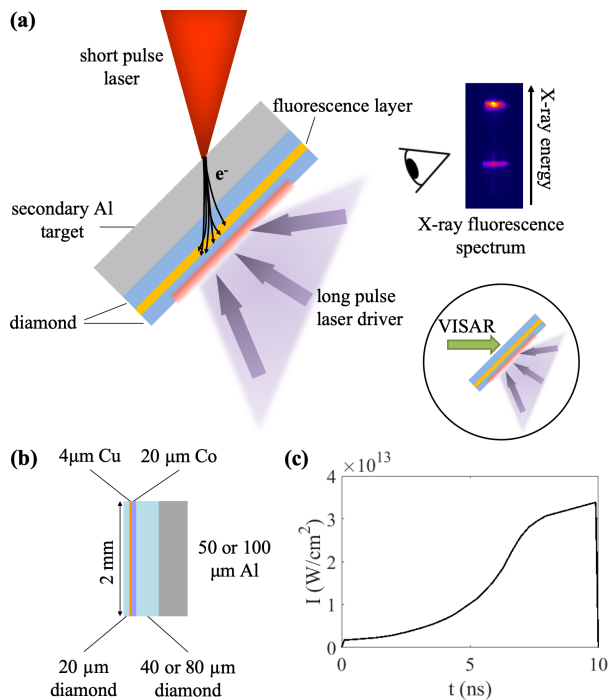 (a)
short pulse
laser
fluorescence layer
e-
secondary Al
target
diamond
long pulse
laser driver
X-ray energy
X-ray fluorescence
spectrum
VISAR
(b)
4μm Cu
20 μm Co
2 mm
50 or 100
μm Al
20 μm
diamond
40 or 80 μm
diamond
(c)
×10¹³
4
3
2
1
0
I (W/cm²)
0
5
10
t (ns)